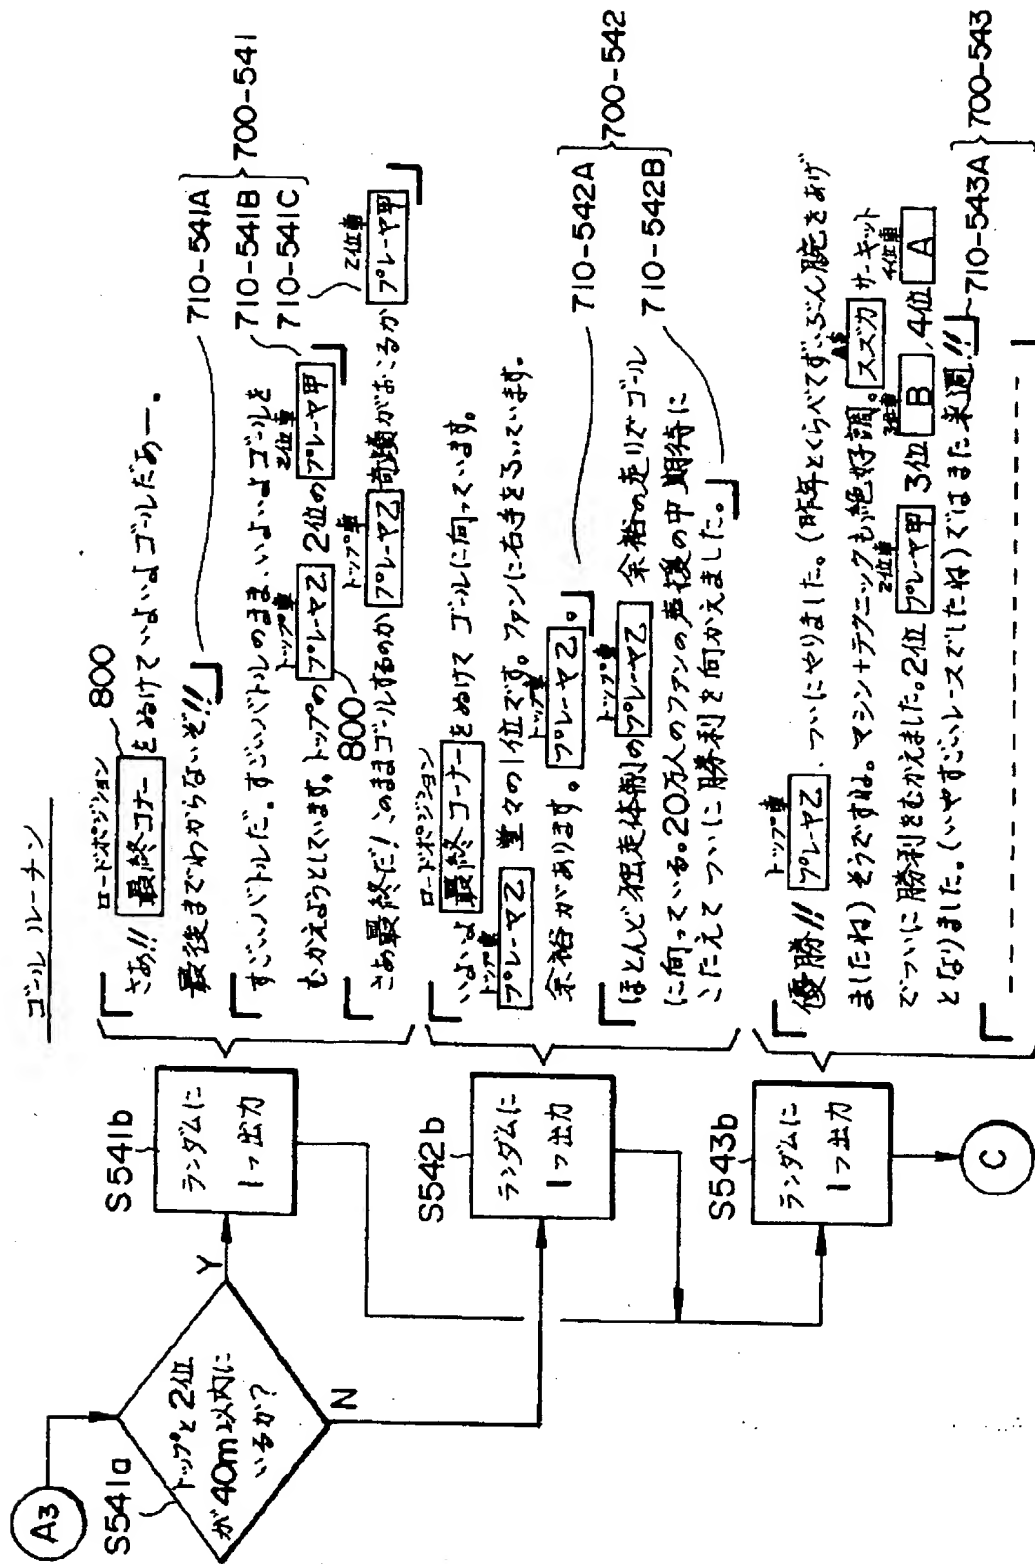 ゴールルーチン
A3
S541a
トップと2位
が40m以内に
いるか?
Y
N
S541b
ランダムに
1つ出力
S542b
ランダムに
1つ出力
S543b
ランダムに
1つ出力
C
ロードポジション
800
さあ!! 最終コーナー をぬけていよいよゴールだぁー。
最後までわからないぞ!!
710-541A
すごいバトルだ。すごいバトルのまま、いよいよゴールを
トップ車 2位車
むかえようとしています。トップの プレーヤ乙 2位の プレーヤ甲
800
710-541B
700-541
710-541C
トップ車 2位車
さあ最終だ! このままゴールするのか プレーヤ乙 奇蹟がおこるか プレーヤ甲
ロードポジション
いよいよ 最終コーナー をぬけて ゴールに向っています。
トップ車
プレーヤ乙 堂々の1位です。ファンに右手をふっています。
トップ車
余裕があります。 プレーヤ乙 。
710-542A
700-542
トップ車
ほとんど独走体制の プレーヤ乙 余裕の走りでゴール
に向っている。20万人のファンの声援の中 期待に
こたえて ついに勝利を向かえました。
710-542B
トップ車
優勝!! プレーヤ乙 、ついにやりました。(昨年とくらべてずいぶん腕をあげ
ましたね) そうですね。マシン+テクニックも絶好調。 スズカ サーキット
2位車 3位車 4位車
でついに勝利をむかえました。2位 プレーヤ甲 3位 B , 4位 A
となりました。(いやすごいレースでしたね) ではまた来週!!
710-543A
700-543